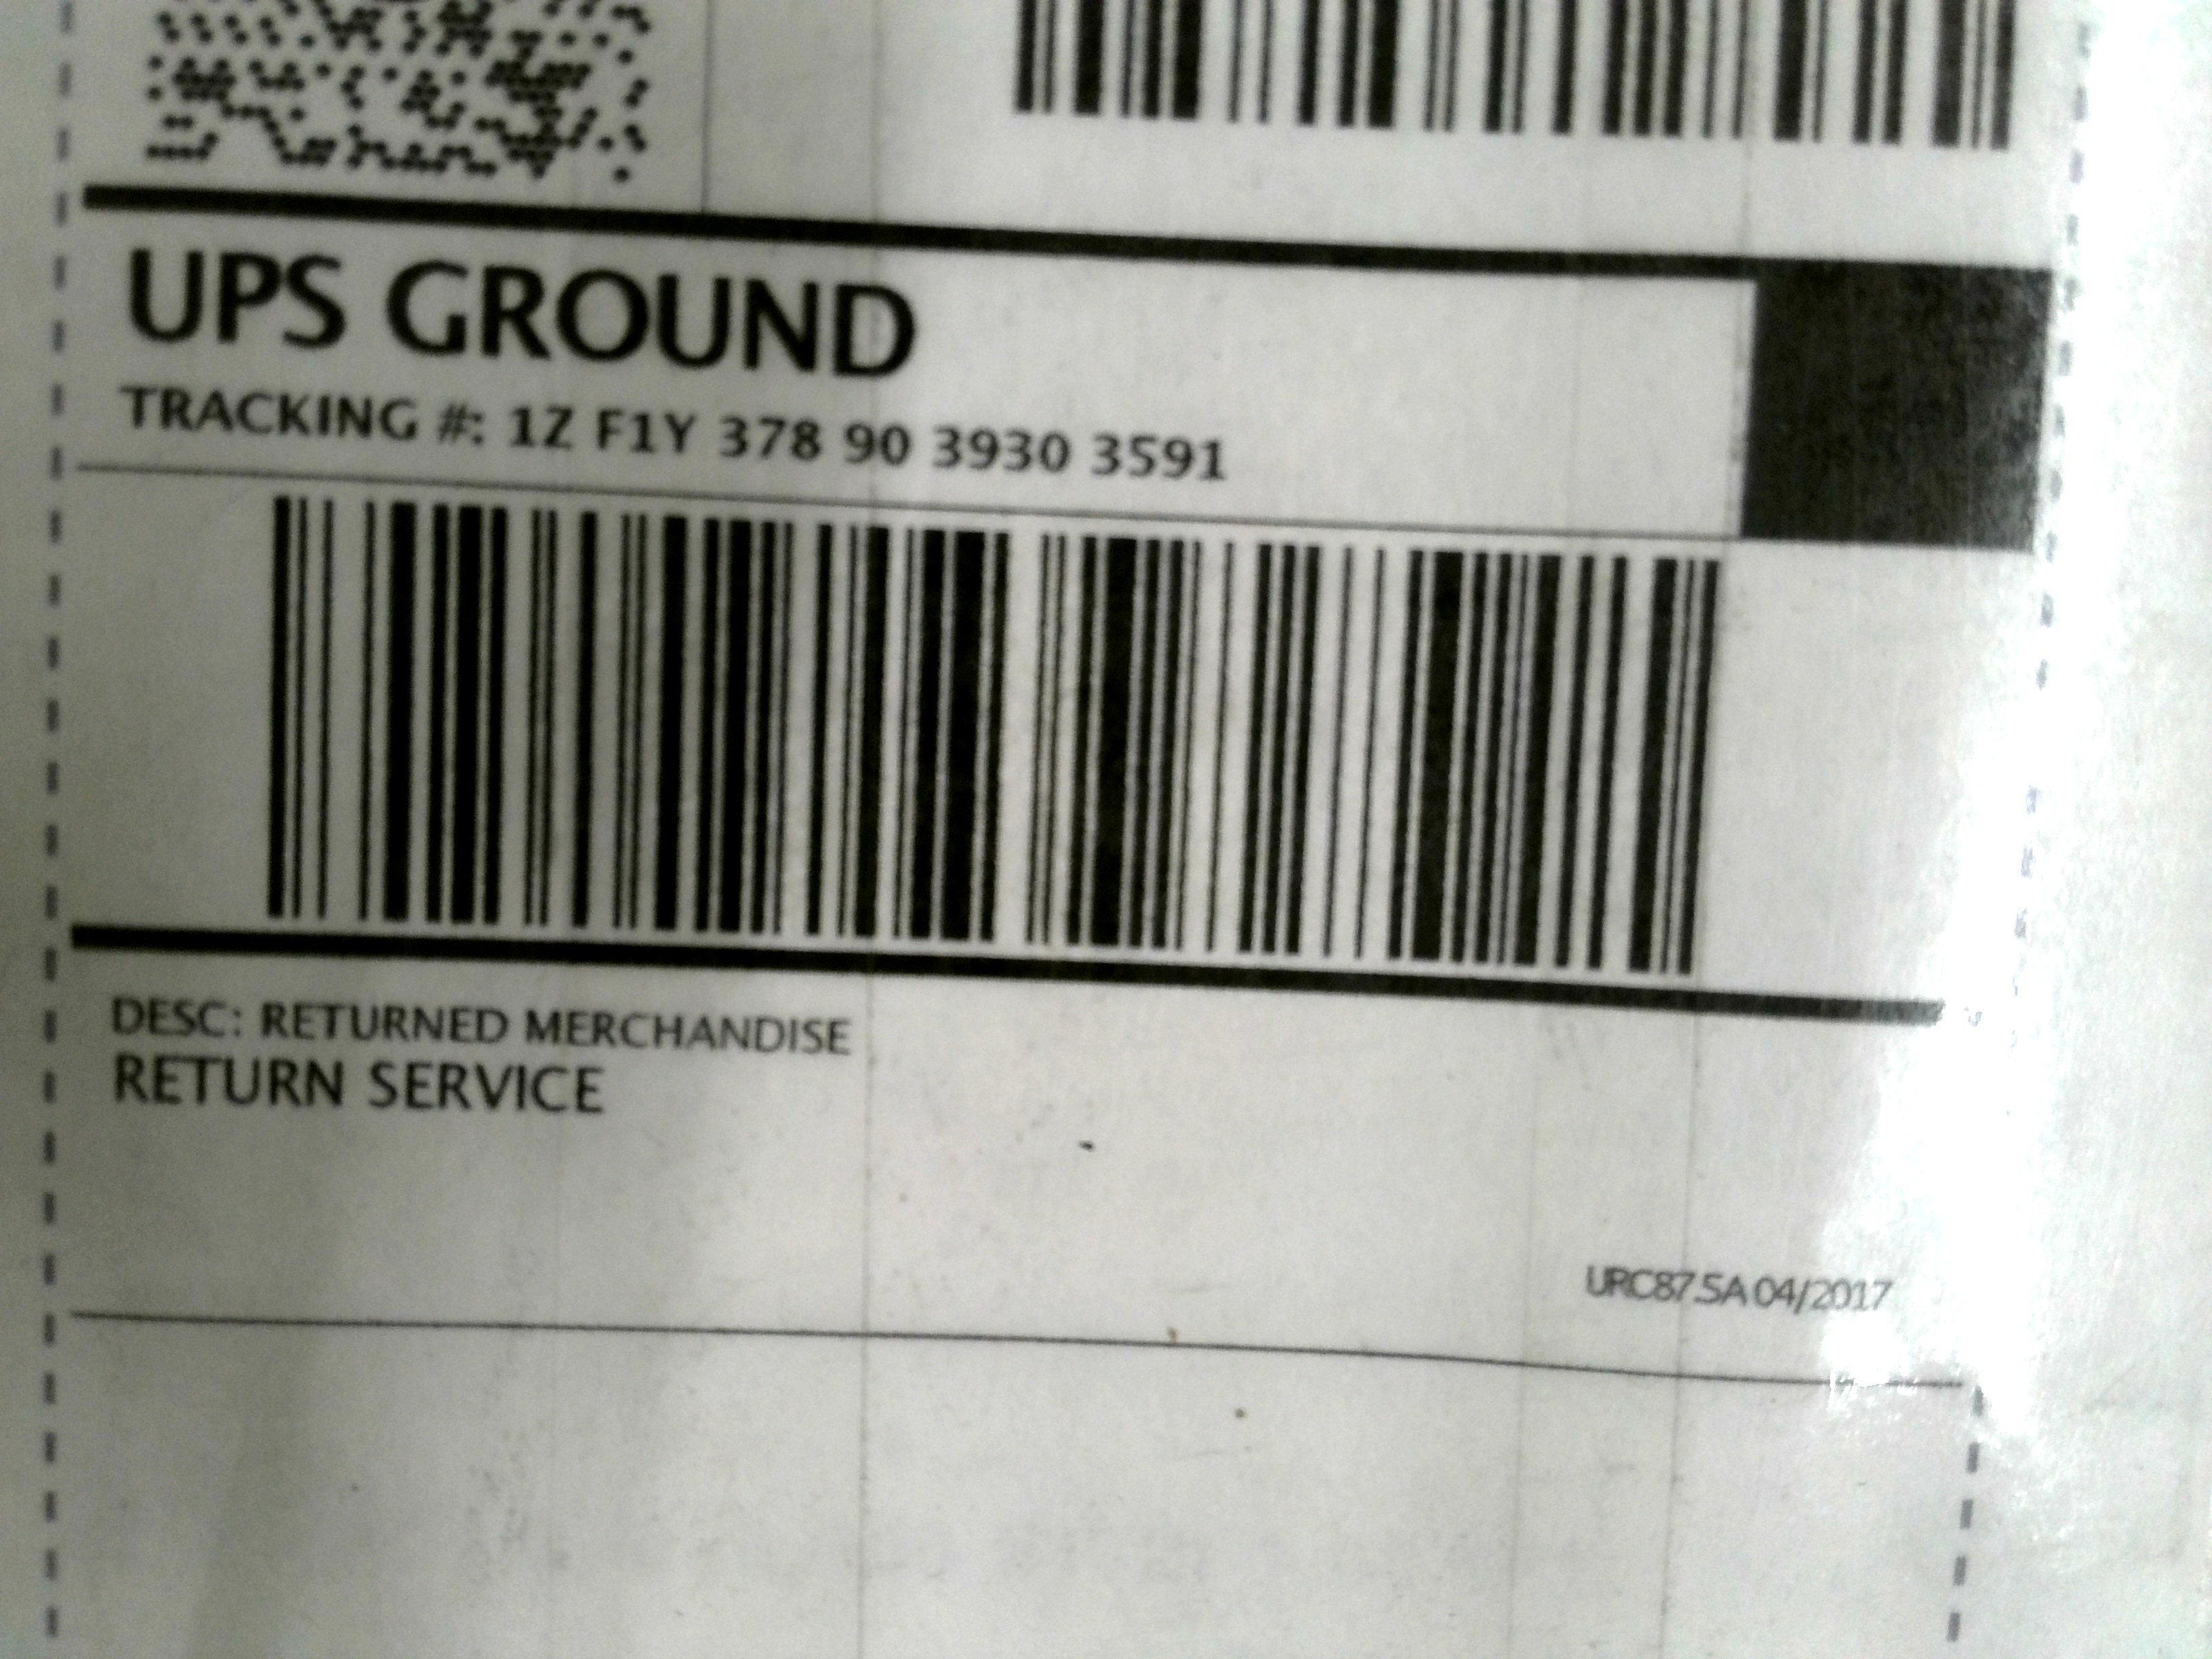 UPS GROUND
TRACKING #: 1Z F1Y 378 90 3930 3591
DESC: RETURNED MERCHANDISE
RETURN SERVICE
URC87.5A 04/2017